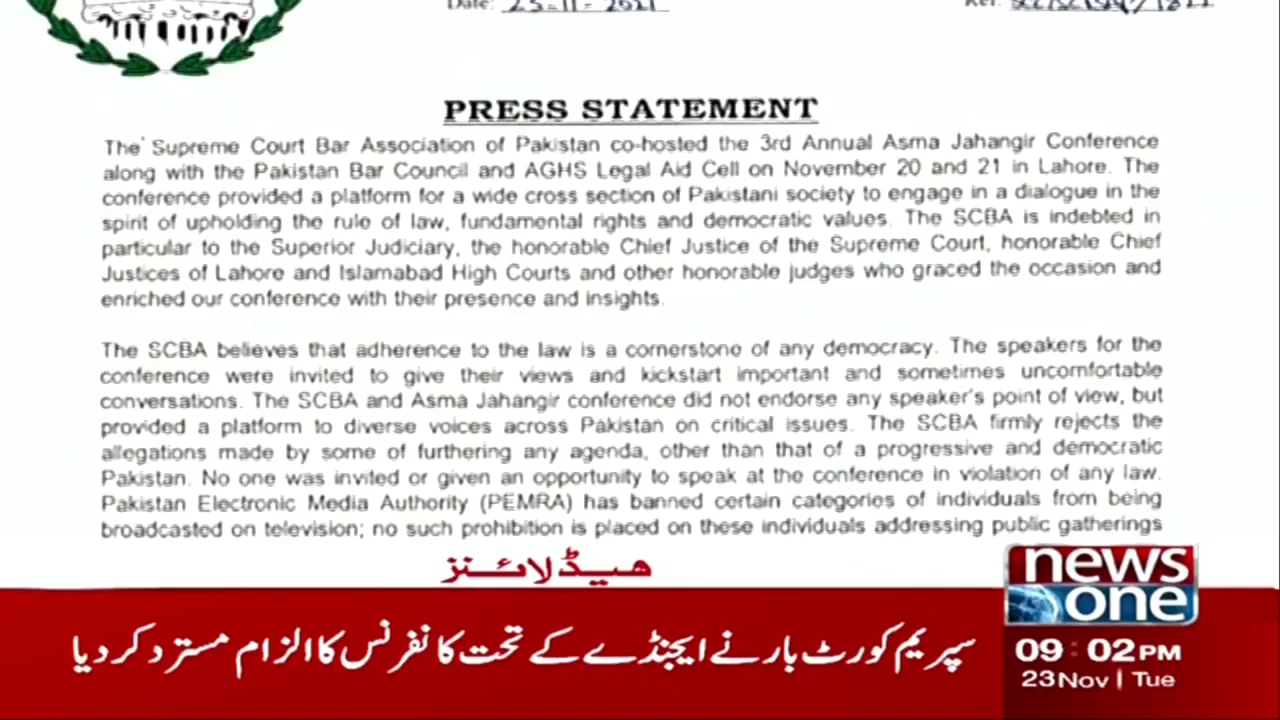 Date: 23-11-2021
Ref:
PRESS STATEMENT
The Supreme Court Bar Association of Pakistan co-hosted the 3rd Annual Asma Jahangir Conference
along with the Pakistan Bar Council and AGHS Legal Aid Cell on November 20 and 21 in Lahore. The
conference provided a platform for a wide cross section of Pakistani society to engage in a dialogue in the
spirit of upholding the rule of law, fundamental rights and democratic values. The SCBA is indebted in
particular to the Superior Judiciary, the honorable Chief Justice of the Supreme Court, honorable Chief
Justices of Lahore and Islamabad High Courts and other honorable judges who graced the occasion and
enriched our conference with their presence and insights.
The SCBA believes that adherence to the law is a cornerstone of any democracy. The speakers for the
conference were invited to give their views and kickstart important and sometimes uncomfortable
conversations. The SCBA and Asma Jahangir conference did not endorse any speaker's point of view, but
provided a platform to diverse voices across Pakistan on critical issues. The SCBA firmly rejects the
allegations made by some of furthering any agenda, other than that of a progressive and democratic
Pakistan. No one was invited or given an opportunity to speak at the conference in violation of any law.
Pakistan Electronic Media Authority (PEMRA) has banned certain categories of individuals from being
broadcasted on television; no such prohibition is placed on these individuals addressing public gatherings
ھیڈلائنز
news
one
سپریم کورٹ بار نے ایجنڈے کے تحت کانفرنس کا الزام مسترد کر دیا
09:02PM
23Nov | Tue